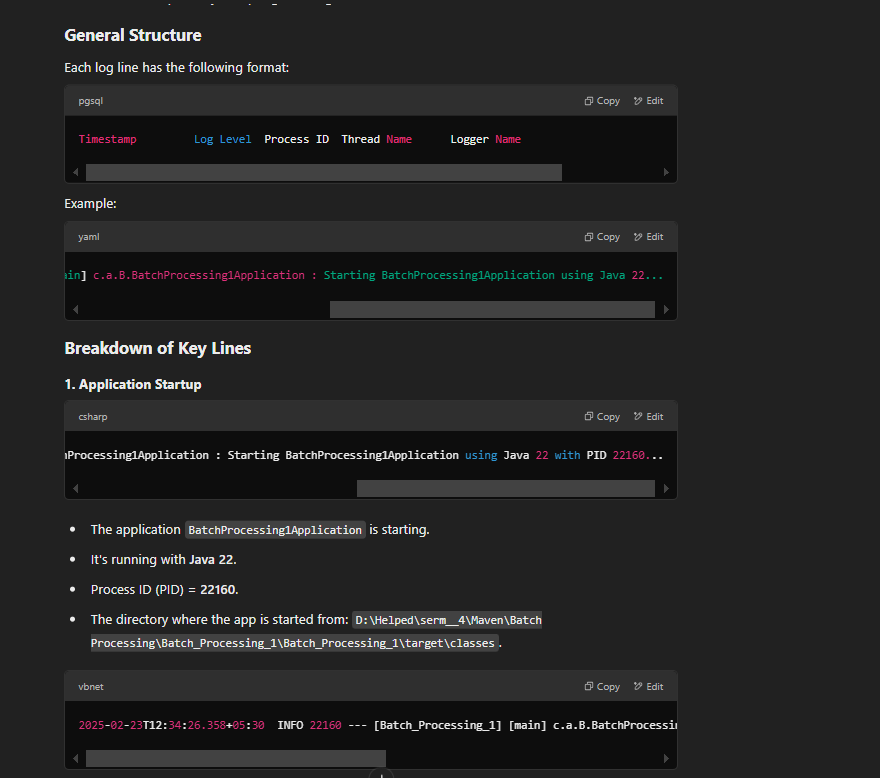 General Structure
Each log line has the following format:
pgsql Copy Edit
Timestamp Log Level Process ID Thread Name Logger Name
Example:
yaml Copy Edit
ain] c.a.B.BatchProcessing1Application : Starting BatchProcessing1Application using Java 22...
Breakdown of Key Lines
1. Application Startup
csharp Copy Edit
hProcessing1Application : Starting BatchProcessing1Application using Java 22 with PID 22160...
• The application BatchProcessing1Application is starting.
• It's running with Java 22.
• Process ID (PID) = 22160.
• The directory where the app is started from: D:\Helped\serm__4\Maven\Batch
Processing\Batch_Processing_1\Batch_Processing_1\target\classes.
vbnet Copy Edit
2025-02-23T12:34:26.358+05:30 INFO 22160 --- [Batch_Processing_1] [main] c.a.B.BatchProcessin